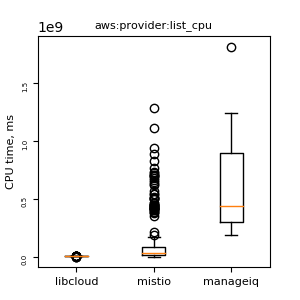 aws:provider:list_cpu
1e9
CPU time, ms
1.5
1.0
0.5
0.0
libcloud mistio manageiq